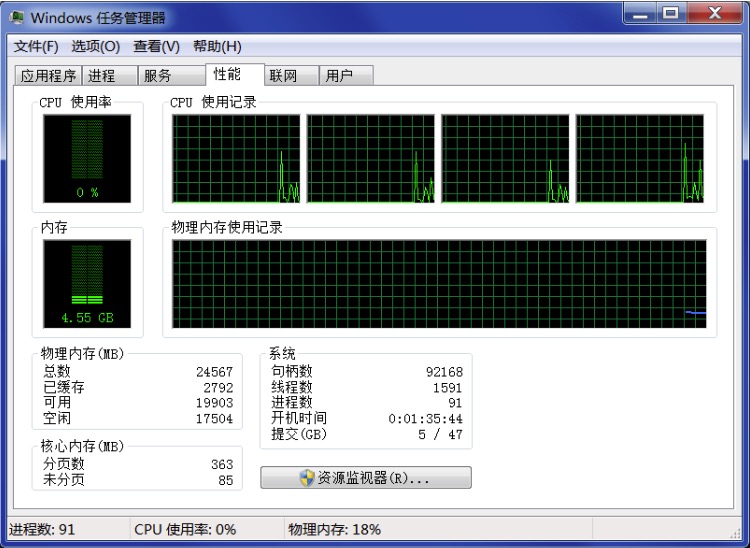 Windows 任务管理器
文件(F) 选项(O) 查看(V) 帮助(H)
应用程序 进程 服务 性能 联网 用户
CPU 使用率
CPU 使用记录
0 %
内存
物理内存使用记录
4.55 GB
物理内存(MB)
总数 24567
已缓存 2792
可用 19903
空闲 17504
系统
句柄数 92168
线程数 1591
进程数 91
开机时间 0:01:35:44
提交(GB) 5 / 47
核心内存(MB)
分页数 363
未分页 85
资源监视器(R)...
进程数: 91 CPU 使用率: 0% 物理内存: 18%